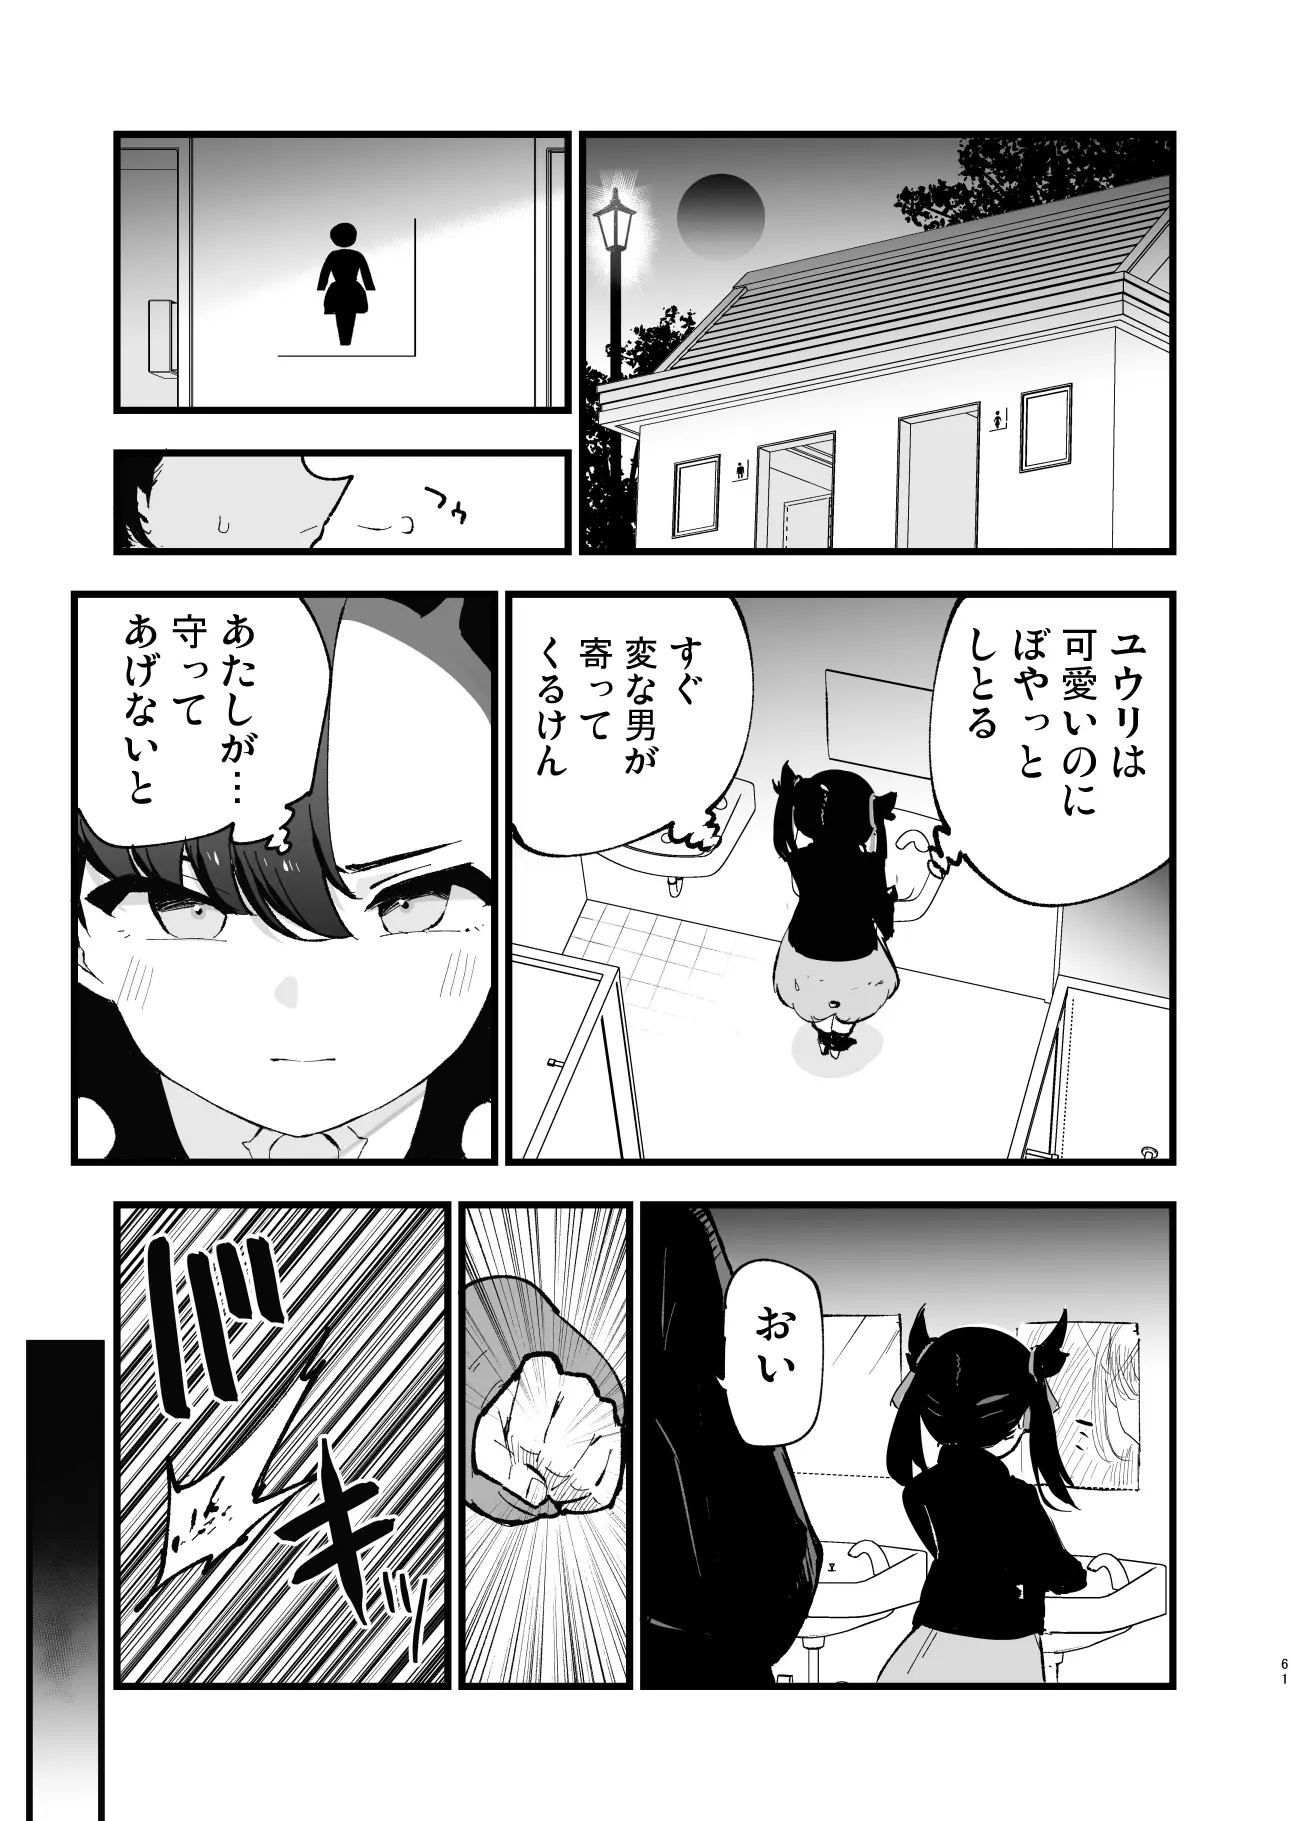 フゥ
ユウリは
可愛いのに
ぼやっと
しとる
すぐ
変な男が
寄って
くるけん
あたしが…
守って
あげないと
おい
バキッ
61